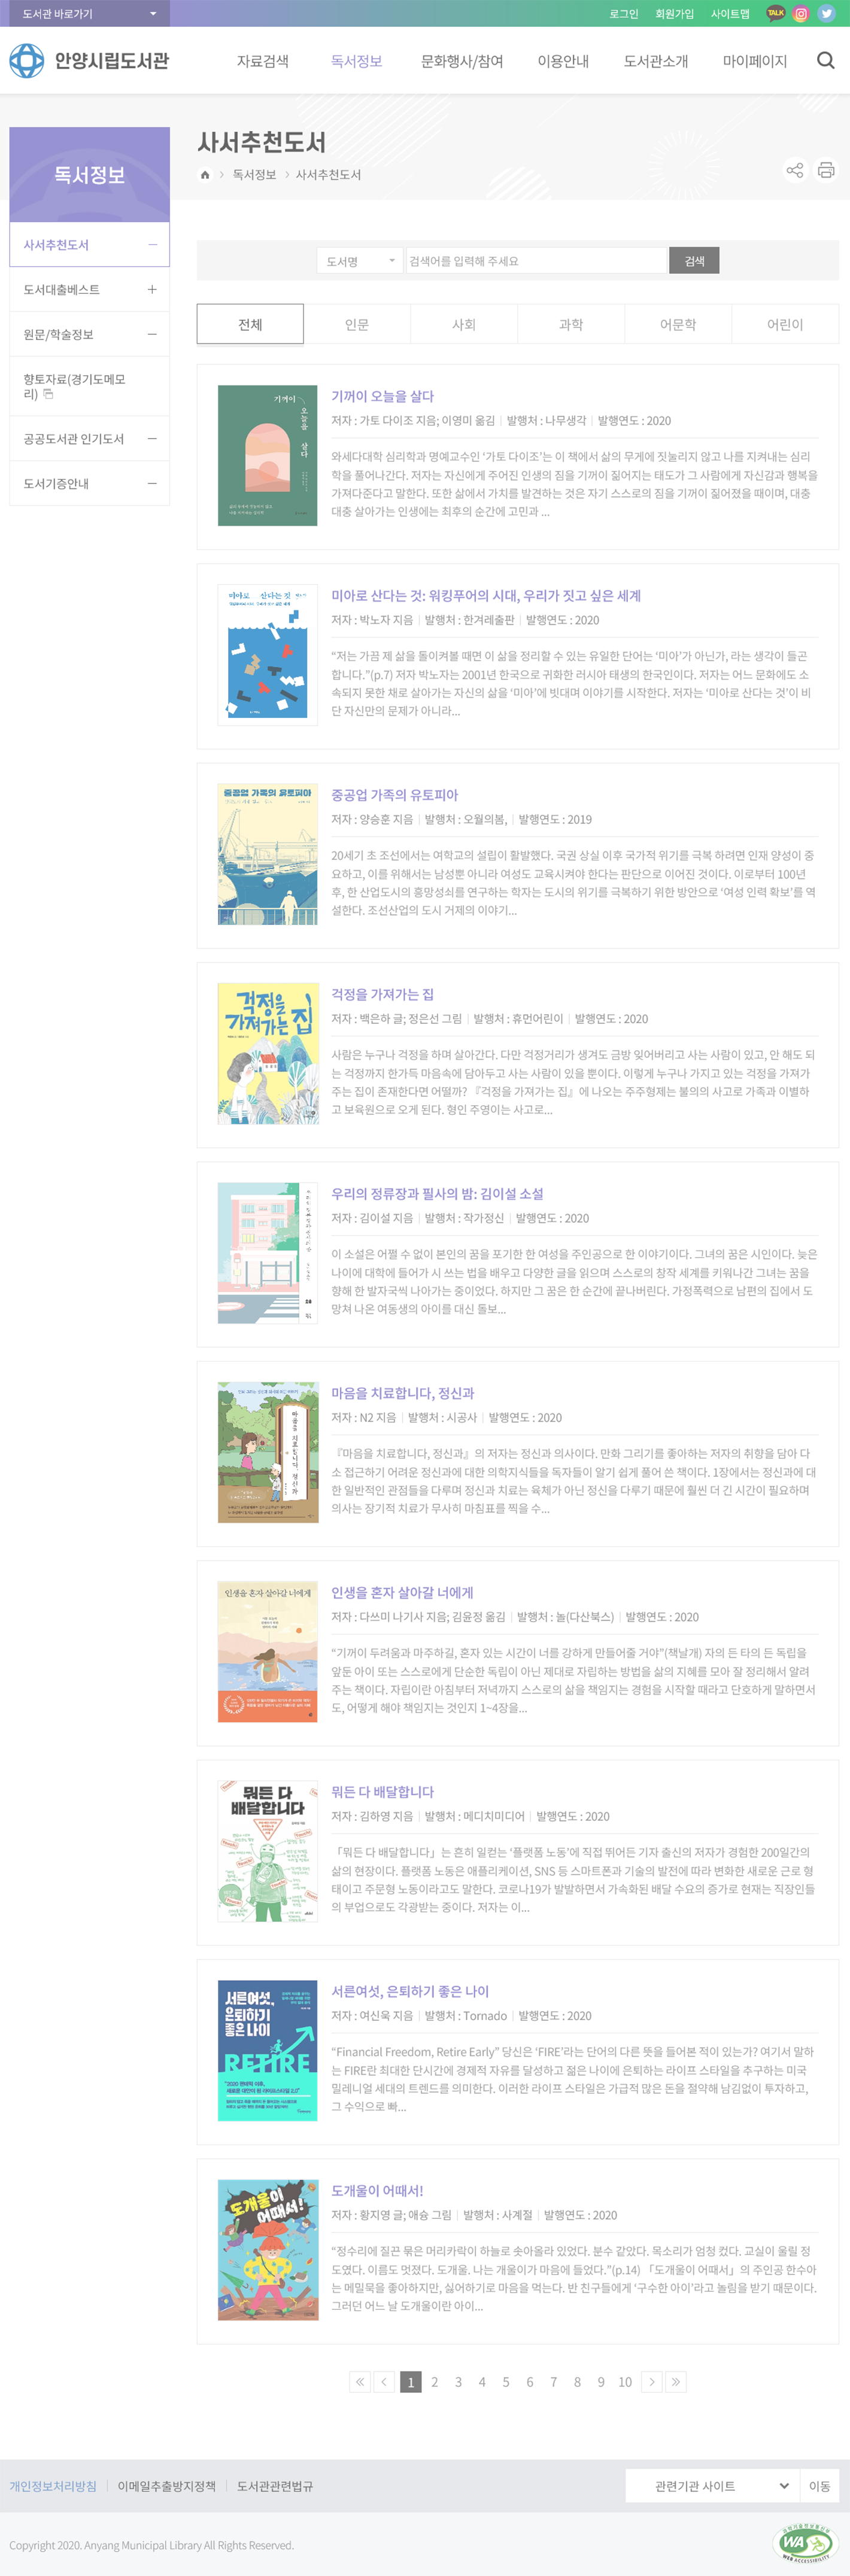 도서관 바로가기
로그인 회원가입 사이트맵 TALK
안양시립도서관
자료검색 독서정보 문화행사/참여 이용안내 도서관소개 마이페이지
독서정보
사서추천도서
도서대출베스트
원문/학술정보
향토자료(경기도메모
리)
공공도서관 인기도서
도서기증안내
사서추천도서
독서정보 사서추천도서
도서명 검색어를 입력해 주세요 검색
전체 인문 사회 과학 어문학 어린이
기꺼이 오늘을 살다
기꺼이 오늘을 살다
저자 : 가토 다이조 지음; 이영미 옮김 발행처 : 나무생각 발행연도 : 2020
와세다대학 심리학과 명예교수인 ‘가토 다이조’는 이 책에서 삶의 무게에 짓눌리지 않고 나를 지켜내는 심리
학을 풀어나간다. 저자는 자신에게 주어진 인생의 짐을 기꺼이 짊어지는 태도가 그 사람에게 자신감과 행복을
가져다준다고 말한다. 또한 삶에서 가치를 발견하는 것은 자기 스스로의 짐을 기꺼이 짊어졌을 때이며, 대충
대충 살아가는 인생에는 최후의 순간에 고민과 ...
미아로 산다는 것
미아로 산다는 것: 워킹푸어의 시대, 우리가 짓고 싶은 세계
저자 : 박노자 지음 발행처 : 한겨레출판 발행연도 : 2020
“저는 가끔 제 삶을 돌이켜볼 때면 이 삶을 정리할 수 있는 유일한 단어는 ‘미아’가 아닌가, 라는 생각이 들곤
합니다.”(p.7) 저자 박노자는 2001년 한국으로 귀화한 러시아 태생의 한국인이다. 저자는 어느 문화에도 소
속되지 못한 채로 살아가는 자신의 삶을 ‘미아’에 빗대며 이야기를 시작한다. 저자는 ‘미아로 산다는 것’이 비
단 자신만의 문제가 아니라...
중공업 가족의 유토피아
중공업 가족의 유토피아
저자 : 양승훈 지음 발행처 : 오월의봄, 발행연도 : 2019
20세기 초 조선에서는 여학교의 설립이 활발했다. 국권 상실 이후 국가적 위기를 극복 하려면 인재 양성이 중
요하고, 이를 위해서는 남성뿐 아니라 여성도 교육시켜야 한다는 판단으로 이어진 것이다. 이로부터 100년
후, 한 산업도시의 흥망성쇠를 연구하는 학자는 도시의 위기를 극복하기 위한 방안으로 ‘여성 인력 확보’를 역
설한다. 조선산업의 도시 거제의 이야기...
걱정을 가져가는 집
걱정을 가져가는 집
저자 : 백은하 글; 정은선 그림 발행처 : 휴먼어린이 발행연도 : 2020
사람은 누구나 걱정을 하며 살아간다. 다만 걱정거리가 생겨도 금방 잊어버리고 사는 사람이 있고, 안 해도 되
는 걱정까지 한가득 마음속에 담아두고 사는 사람이 있을 뿐이다. 이렇게 누구나 가지고 있는 걱정을 가져가
주는 집이 존재한다면 어떨까? 『걱정을 가져가는 집』에 나오는 주주형제는 불의의 사고로 가족과 이별하
고 보육원으로 오게 된다. 형인 주영이는 사고로...
우리의 정류장과 필사의 밤: 김이설 소설
저자 : 김이설 지음 발행처 : 작가정신 발행연도 : 2020
이 소설은 어쩔 수 없이 본인의 꿈을 포기한 한 여성을 주인공으로 한 이야기이다. 그녀의 꿈은 시인이다. 늦은
나이에 대학에 들어가 시 쓰는 법을 배우고 다양한 글을 읽으며 스스로의 창작 세계를 키워나간 그녀는 꿈을
향해 한 발자국씩 나아가는 중이었다. 하지만 그 꿈은 한 순간에 끝나버린다. 가정폭력으로 남편의 집에서 도
망쳐 나온 여동생의 아이를 대신 돌보...
마음을 치료합니다, 정신과
마음을 치료합니다, 정신과
저자 : N2 지음 발행처 : 시공사 발행연도 : 2020
『마음을 치료합니다, 정신과』의 저자는 정신과 의사이다. 만화 그리기를 좋아하는 저자의 취향을 담아 다
소 접근하기 어려운 정신과에 대한 의학지식들을 독자들이 알기 쉽게 풀어 쓴 책이다. 1장에서는 정신과에 대
한 일반적인 관점들을 다루며 정신과 치료는 육체가 아닌 정신을 다루기 때문에 훨씬 더 긴 시간이 필요하며
의사는 장기적 치료가 무사히 마침표를 찍을 수...
인생을 혼자 살아갈 너에게
인생을 혼자 살아갈 너에게
저자 : 다쓰미 나기사 지음; 김윤정 옮김 발행처 : 놀(다산북스) 발행연도 : 2020
“기꺼이 두려움과 마주하길, 혼자 있는 시간이 너를 강하게 만들어줄 거야”(책날개) 자의 든 타의 든 독립을
앞둔 아이 또는 스스로에게 단순한 독립이 아닌 제대로 자립하는 방법을 삶의 지혜를 모아 잘 정리해서 알려
주는 책이다. 자립이란 아침부터 저녁까지 스스로의 삶을 책임지는 경험을 시작할 때라고 단호하게 말하면서
도, 어떻게 해야 책임지는 것인지 1~4장을...
뭐든 다
배달합니다
뭐든 다 배달합니다
저자 : 김하영 지음 발행처 : 메디치미디어 발행연도 : 2020
「뭐든 다 배달합니다」는 흔히 일컫는 ‘플랫폼 노동’에 직접 뛰어든 기자 출신의 저자가 경험한 200일간의
삶의 현장이다. 플랫폼 노동은 애플리케이션, SNS 등 스마트폰과 기술의 발전에 따라 변화한 새로운 근로 형
태이고 주문형 노동이라고도 말한다. 코로나19가 발발하면서 가속화된 배달 수요의 증가로 현재는 직장인들
의 부업으로도 각광받는 중이다. 저자는 이...
서른여섯,
은퇴하기
좋은 나이
RETIRE
서른여섯, 은퇴하기 좋은 나이
저자 : 여신욱 지음 발행처 : Tornado 발행연도 : 2020
“Financial Freedom, Retire Early” 당신은 ‘FIRE’라는 단어의 다른 뜻을 들어본 적이 있는가? 여기서 말하
는 FIRE란 최대한 단시간에 경제적 자유를 달성하고 젊은 나이에 은퇴하는 라이프 스타일을 추구하는 미국
밀레니얼 세대의 트렌드를 의미한다. 이러한 라이프 스타일은 가급적 많은 돈을 절약해 남김없이 투자하고,
그 수익으로 빠...
도개울이
어때서!
도개울이 어때서!
저자 : 황지영 글; 애슝 그림 발행처 : 사계절 발행연도 : 2020
“정수리에 질끈 묶은 머리카락이 하늘로 솟아올라 있었다. 분수 같았다. 목소리가 엄청 컸다. 교실이 울릴 정
도였다. 이름도 멋졌다. 도개울. 나는 개울이가 마음에 들었다.”(p.14) 「도개울이 어때서」의 주인공 한수아
는 메밀묵을 좋아하지만, 싫어하기로 마음을 먹는다. 반 친구들에게 ‘구수한 아이’라고 놀림을 받기 때문이다.
그러던 어느 날 도개울이란 아이...
1 2 3 4 5 6 7 8 9 10
개인정보처리방침 이메일추출방지정책 도서관관련법규 관련기관 사이트 이동
Copyright 2020. Anyang Municipal Library All Rights Reserved.
WA
WEB ACCESSIBILITY